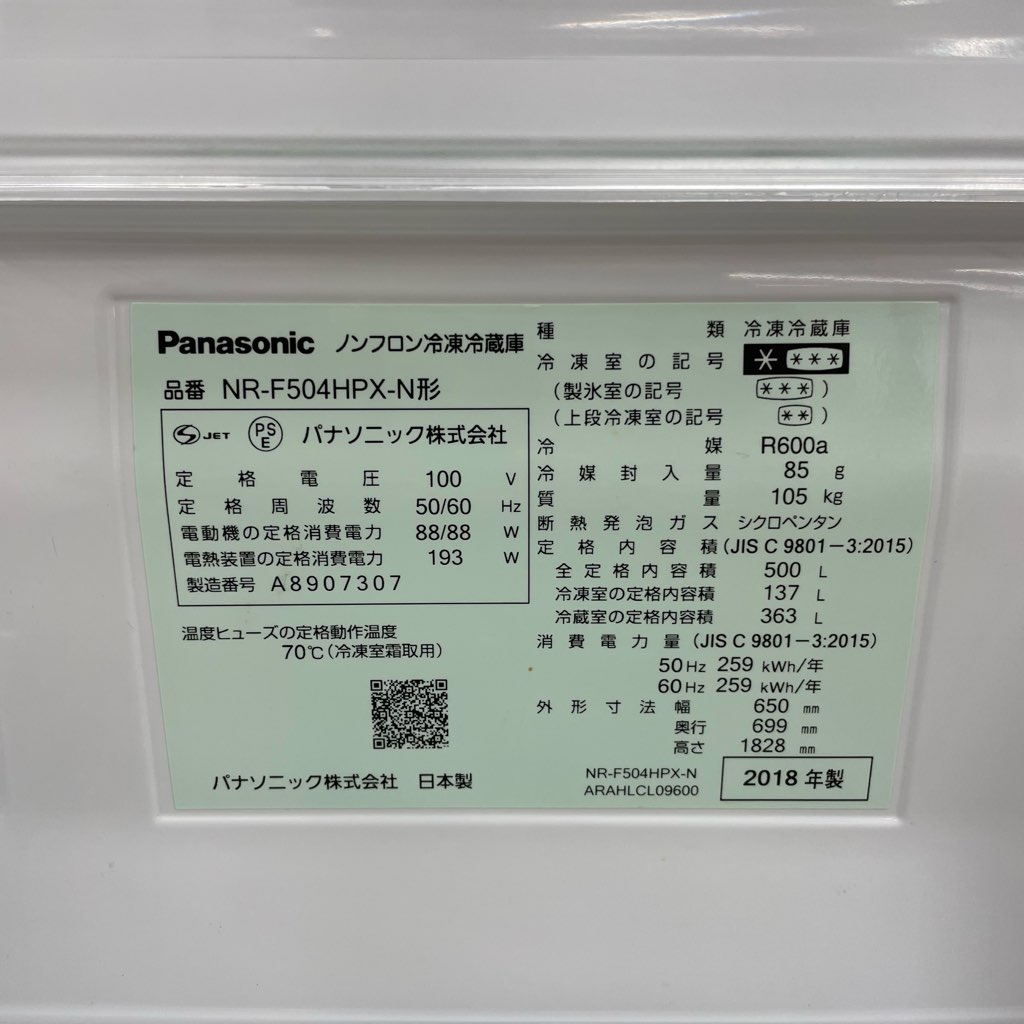 Panasonic ノンフロン冷凍冷蔵庫
品番 NR-F504HPX-N形
JET PSE パナソニック株式会社
定格電圧 100 V
定格周波数 50/60 Hz
電動機の定格消費電力 88/88 W
電熱装置の定格消費電力 193 W
製造番号 A8907307
温度ヒューズの定格動作温度
70℃(冷凍室霜取用)
パナソニック株式会社 日本製
種類 冷凍冷蔵庫
冷凍室の記号 * ***
(製氷室の記号 ***)
(上段冷凍室の記号 **)
冷媒 R600a
冷媒封入量 85 g
質量 105 kg
断熱発泡ガス シクロペンタン
定格内容積(JIS C 9801-3:2015)
全定格内容積 500 L
冷凍室の定格内容積 137 L
冷蔵室の定格内容積 363 L
消費電力量(JIS C 9801-3:2015)
50Hz 259 kWh/年
60Hz 259 kWh/年
外形寸法幅 650 mm
奥行 699 mm
高さ 1828 mm
NR-F504HPX-N
ARAHLCL09600
2018年製